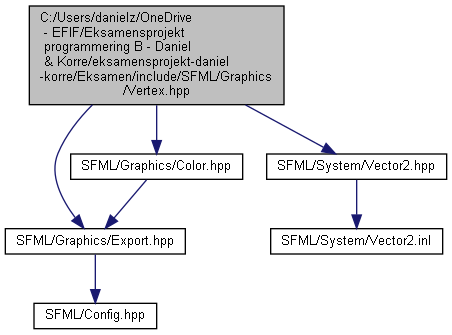 C:/Users/danielz/OneDrive
- EFIF/Eksamensprojekt
programmering B - Daniel
& Korre/eksamensprojekt-daniel
-korre/Eksamen/include/SFML/Graphics
/Vertex.hpp
SFML/Graphics/Color.hpp
SFML/System/Vector2.hpp
SFML/Graphics/Export.hpp
SFML/System/Vector2.inl
SFML/Config.hpp